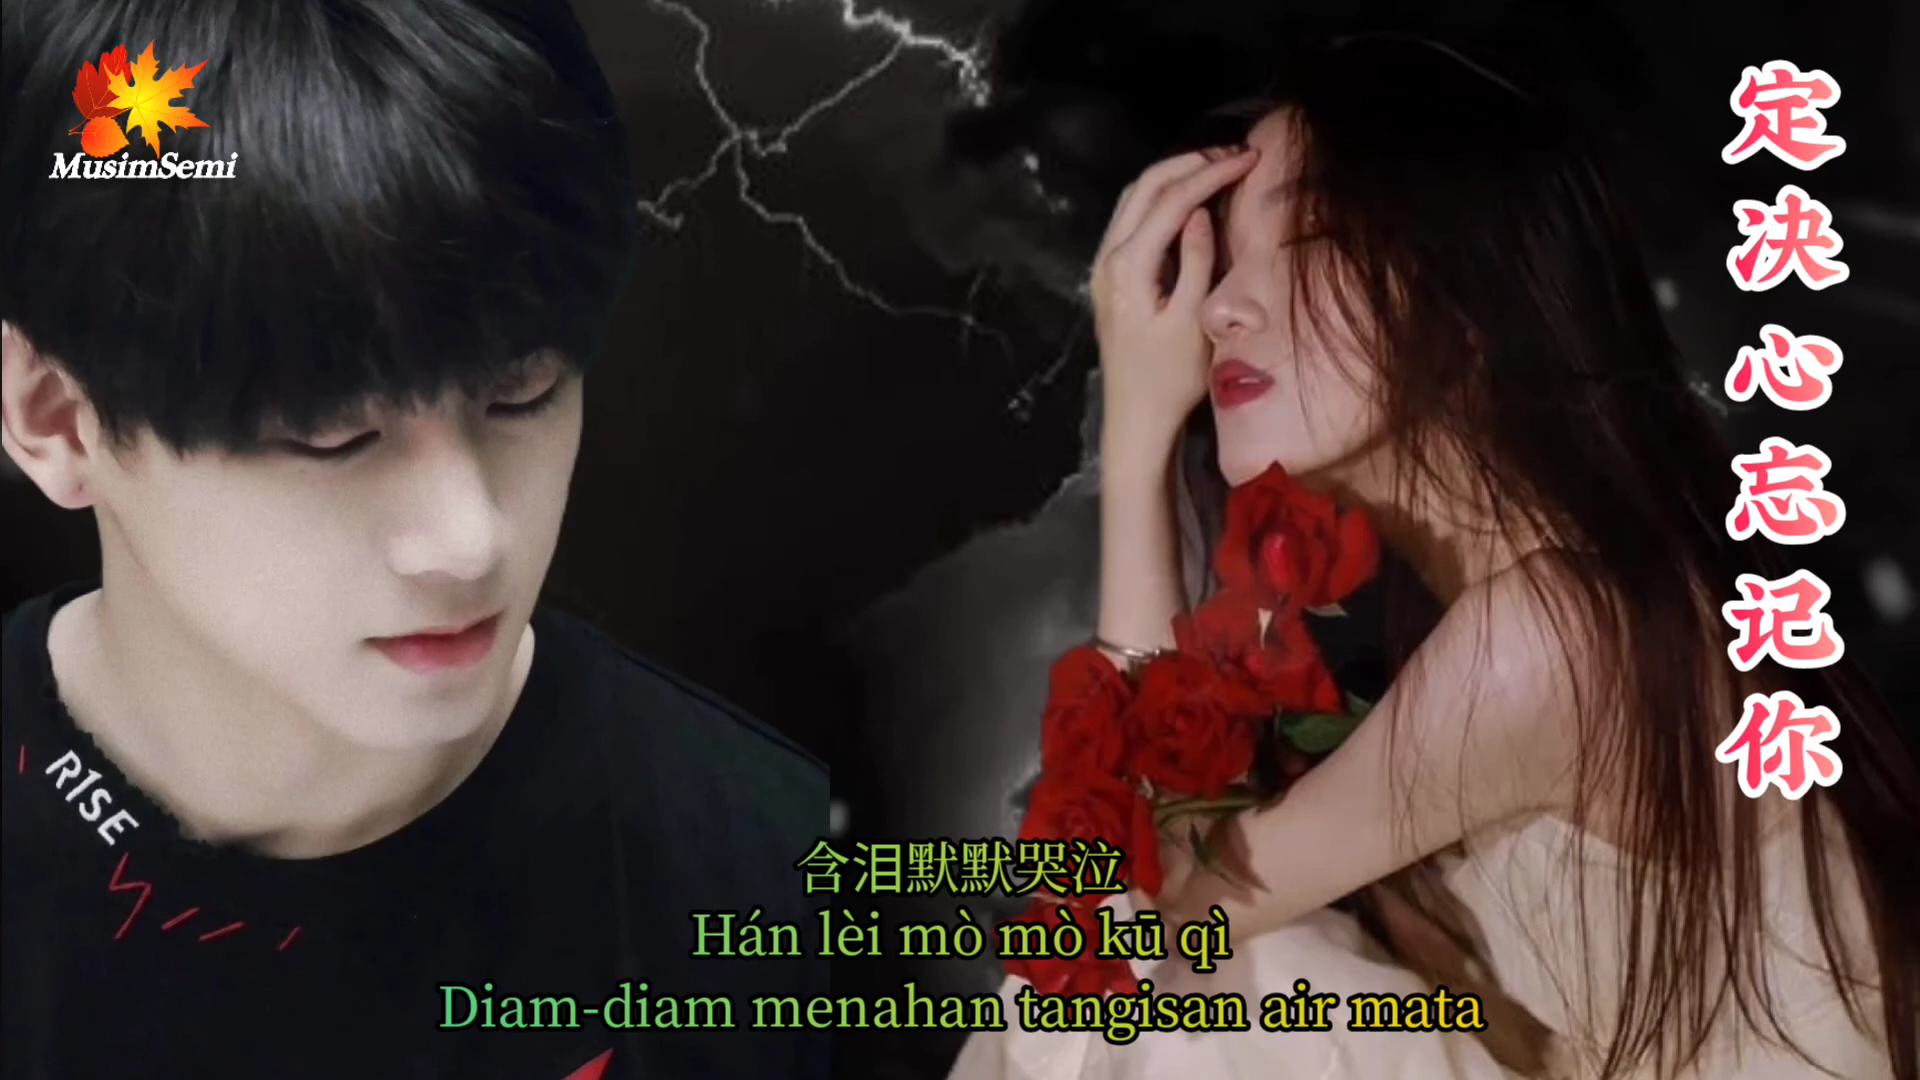 MusimSemi
定决心忘记你
R1SE
含泪默默哭泣
Hán lèi mò mò kū qì
Diam-diam menahan tangisan air mata